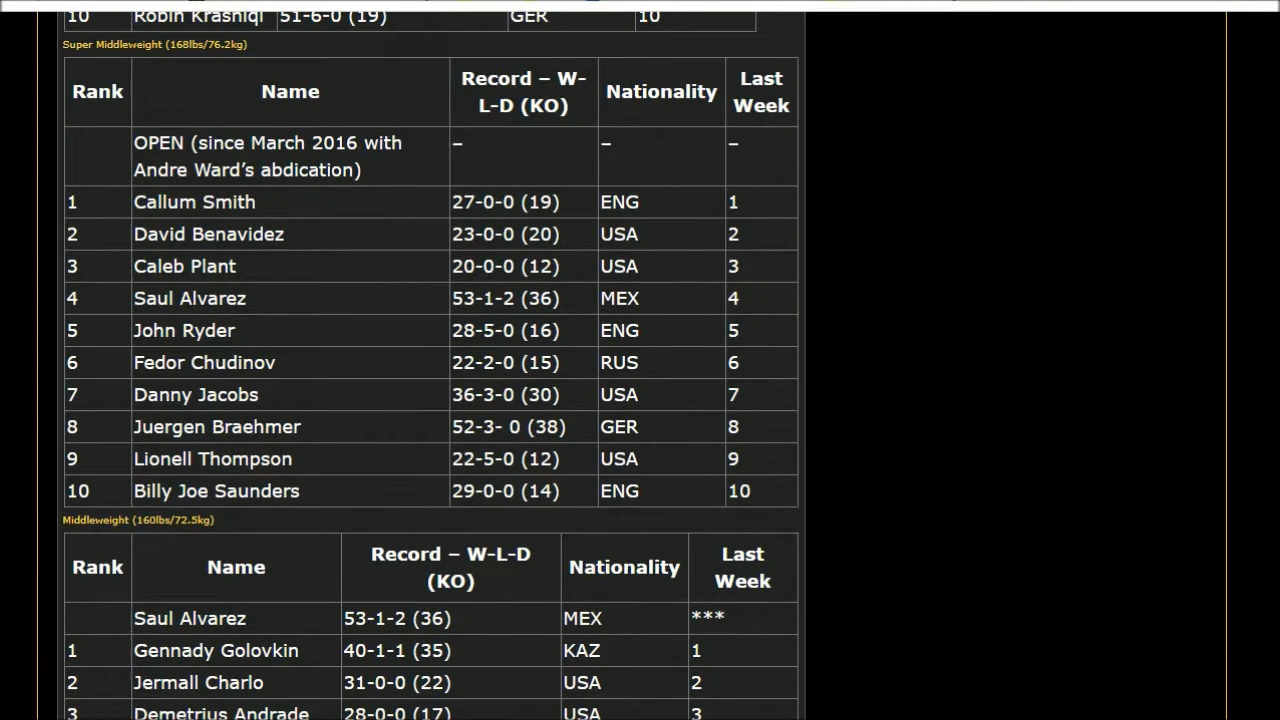 10 Robin Krasniqi 51-6-0 (19) GER 10
Super Middleweight (168lbs/76.2kg)
Rank Name Record – W-L-D (KO) Nationality Last Week
OPEN (since March 2016 with Andre Ward’s abdication) – – –
1 Callum Smith 27-0-0 (19) ENG 1
2 David Benavidez 23-0-0 (20) USA 2
3 Caleb Plant 20-0-0 (12) USA 3
4 Saul Alvarez 53-1-2 (36) MEX 4
5 John Ryder 28-5-0 (16) ENG 5
6 Fedor Chudinov 22-2-0 (15) RUS 6
7 Danny Jacobs 36-3-0 (30) USA 7
8 Juergen Braehmer 52-3- 0 (38) GER 8
9 Lionell Thompson 22-5-0 (12) USA 9
10 Billy Joe Saunders 29-0-0 (14) ENG 10
Middleweight (160lbs/72.5kg)
Rank Name Record – W-L-D (KO) Nationality Last Week
Saul Alvarez 53-1-2 (36) MEX ***
1 Gennady Golovkin 40-1-1 (35) KAZ 1
2 Jermall Charlo 31-0-0 (22) USA 2
3 Demetrius Andrade 28-0-0 (17) USA 3